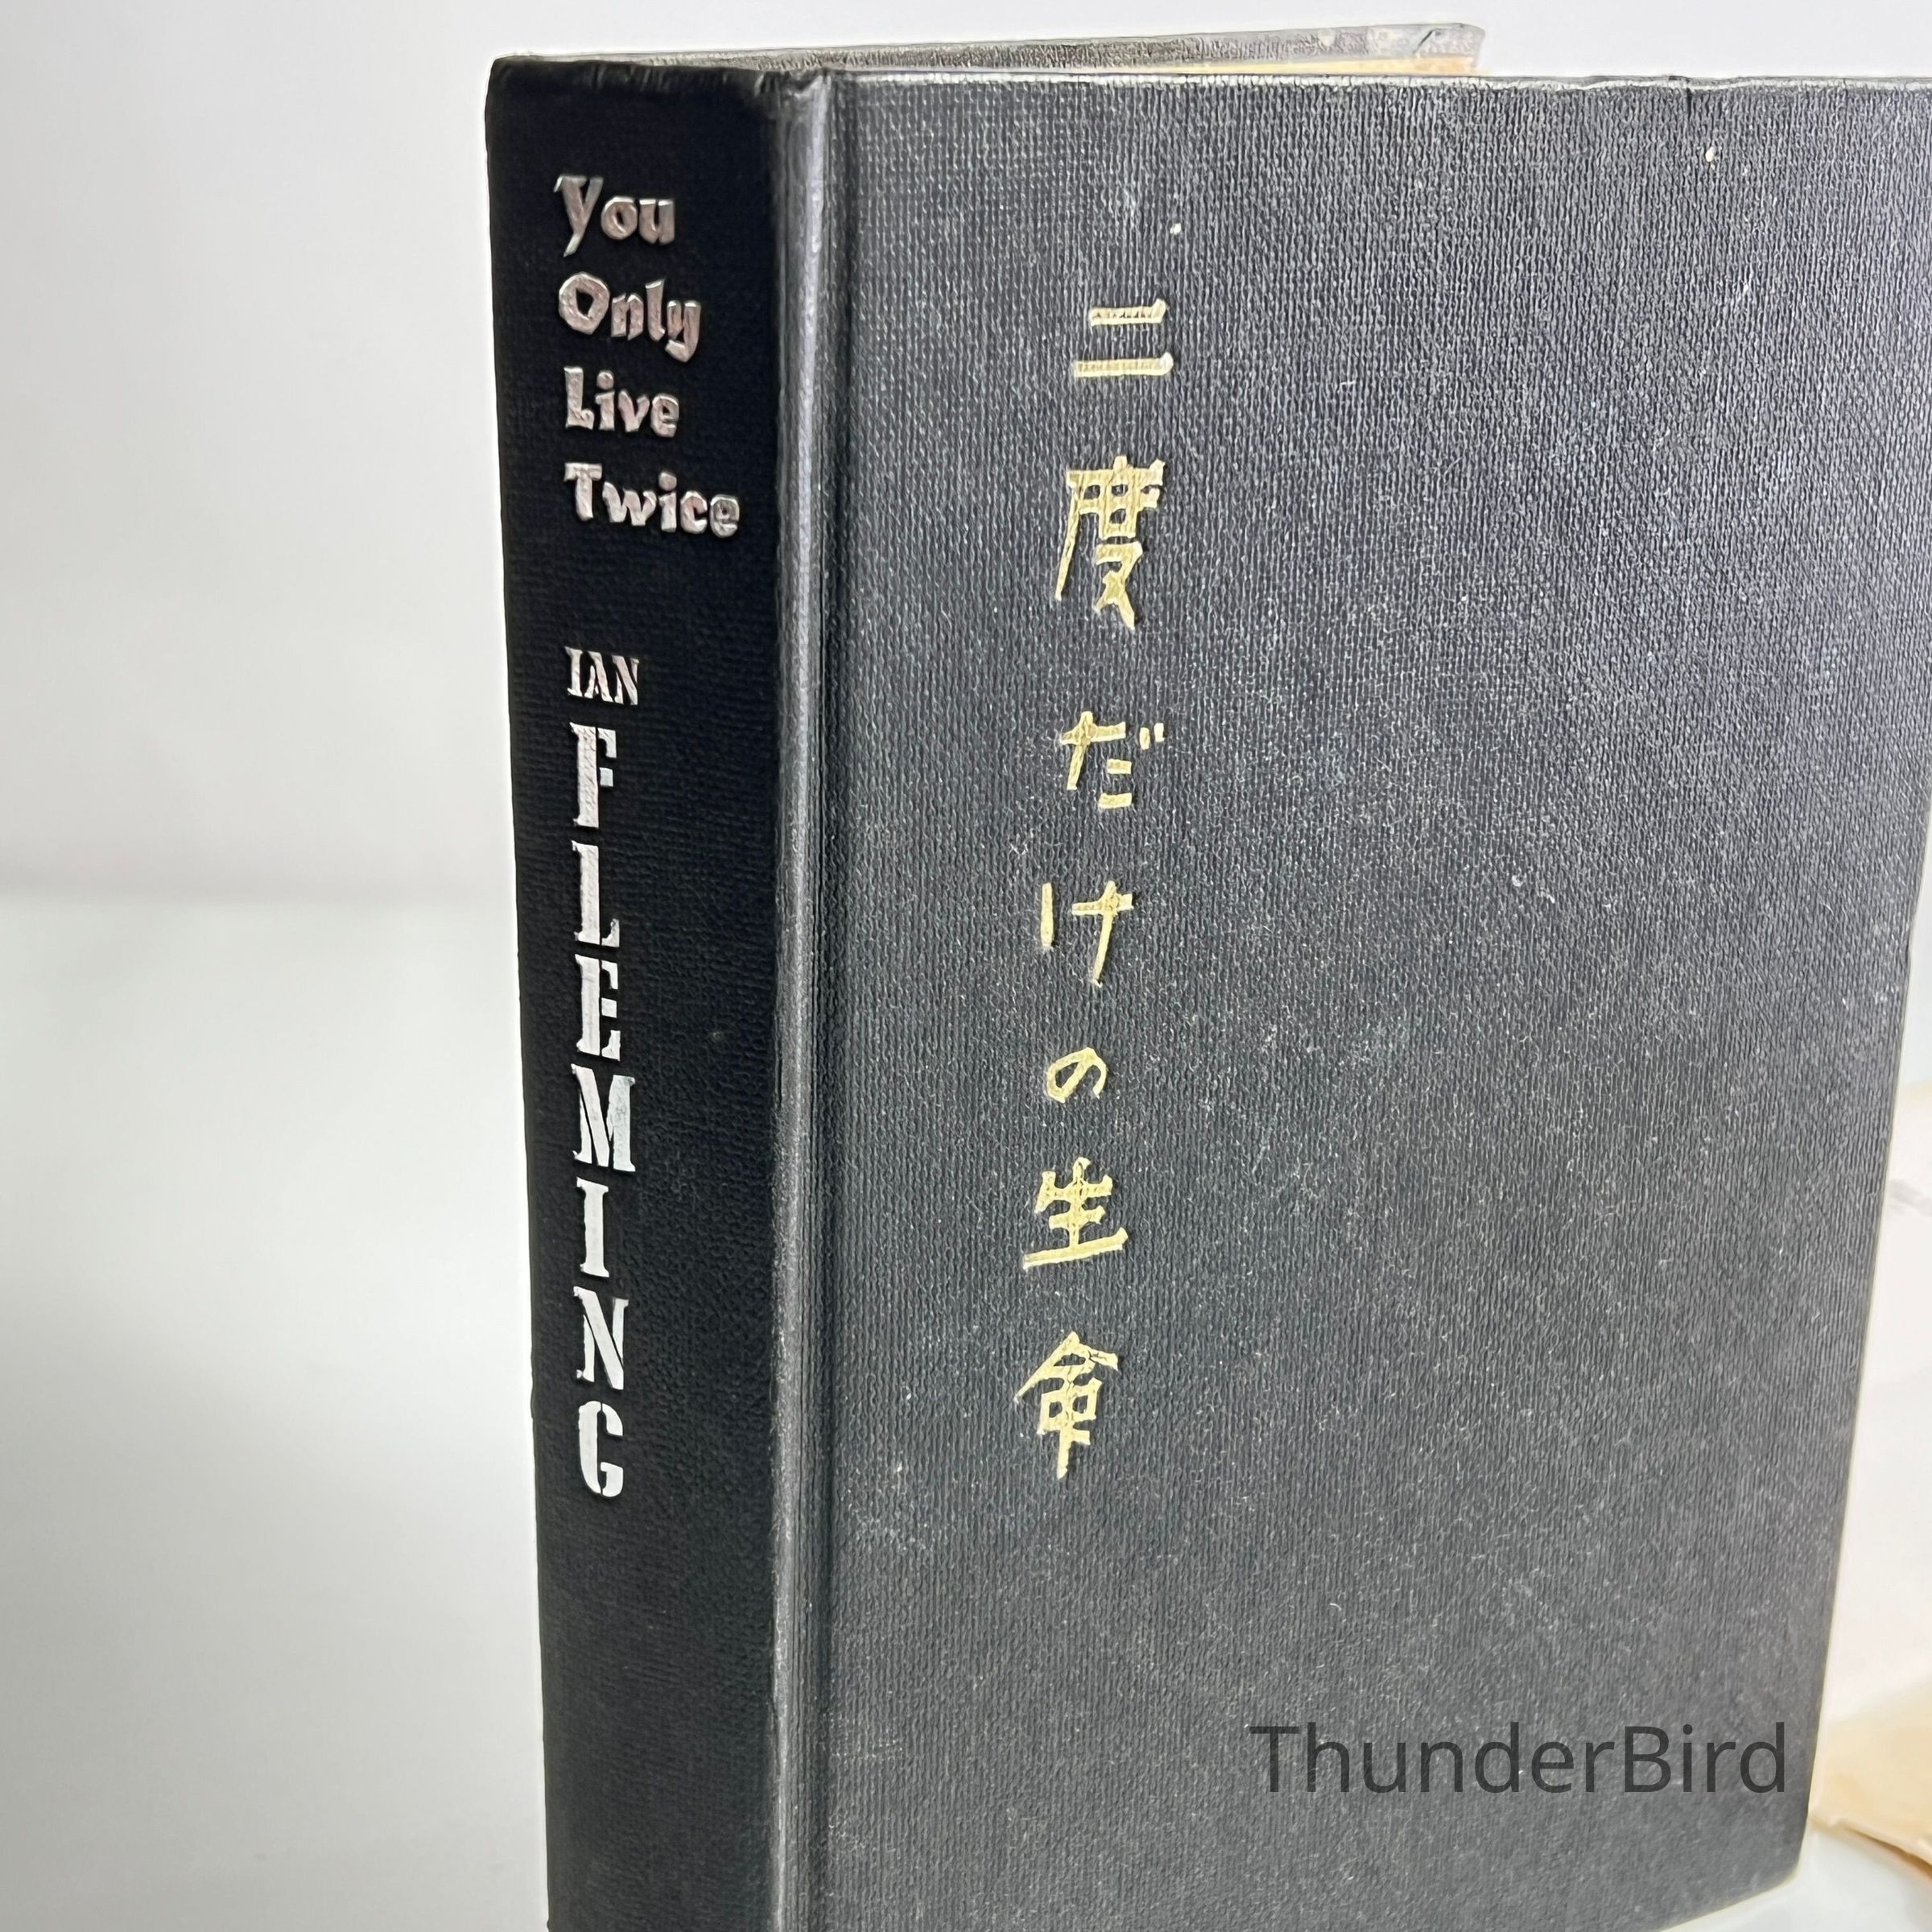 You
Only
Live
Twice
IAN
FLEMING
二度だけの生命
ThunderBird